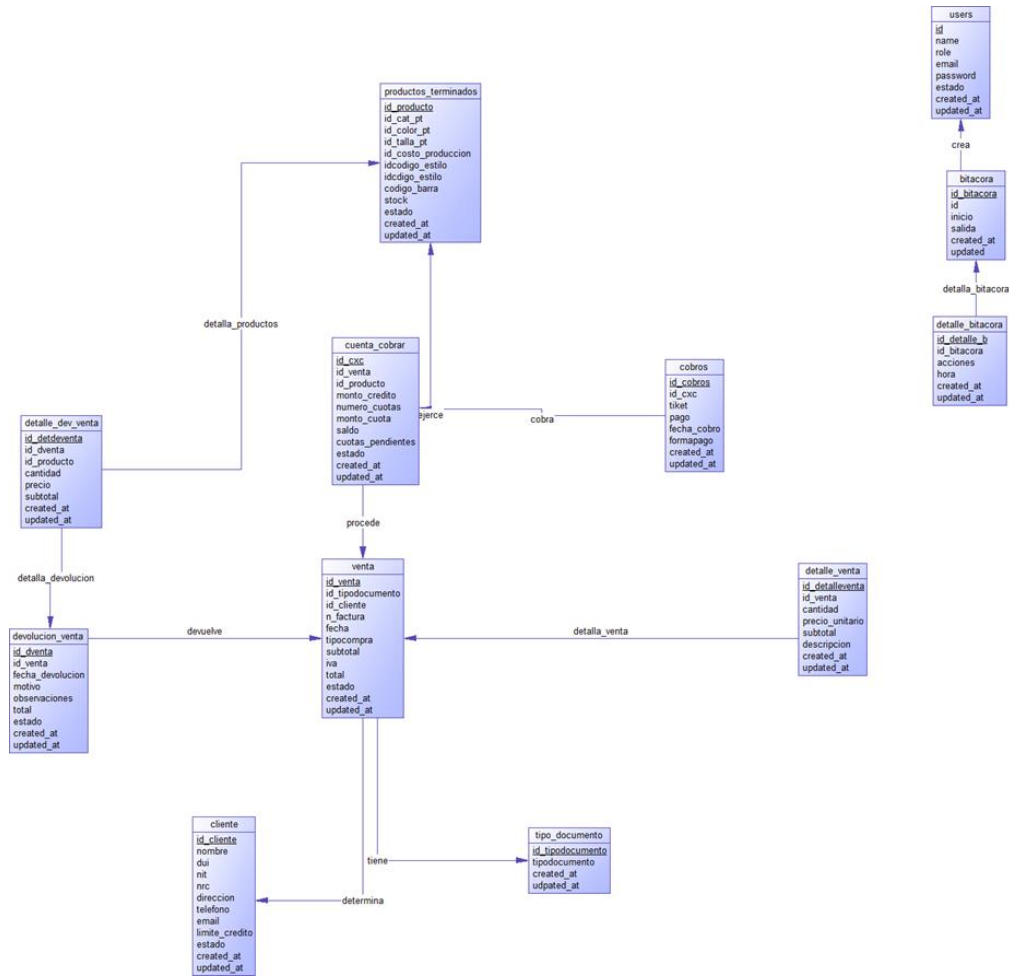 users
id
name
role
email
password
estado
created_at
updated_at
crea
productos_terminados
id_producto
id_cat_pt
id_color_pt
id_talla_pt
id_costo_produccion
idcodigo_estilo
idcdigo_estilo
codigo_barra
stock
estado
created_at
updated_at
bitacora
id_bitacora
id
inicio
salida
created_at
updated
detalla_bitacora
detalla_productos
detalle_bitacora
id_detalle_b
id_bitacora
acciones
hora
created_at
updated_at
cuenta_cobrar
id_cxc
id_venta
id_producto
monto_credito
numero_cuotas
monto_cuota
saldo
cuotas_pendientes
estado
created_at
updated_at
ejerce
cobra
cobros
id_cobros
id_cxc
tiket
pago
fecha_cobro
formapago
created_at
updated_at
detalle_dev_venta
id_detdeventa
id_dventa
id_producto
cantidad
precio
subtotal
created_at
updated_at
procede
detalla_devolucion
venta
id_venta
id_tipodocumento
id_cliente
n_factura
fecha
tipocompra
subtotal
iva
total
estado
created_at
updated_at
detalle_venta
id_detalleventa
id_venta
cantidad
precio_unitario
subtotal
descripcion
created_at
updated_at
devuelve
detalla_venta
devolucion_venta
id_dventa
id_venta
fecha_devolucion
motivo
observaciones
total
estado
created_at
updated_at
cliente
id_cliente
nombre
dui
nit
nrc
direccion
telefono
email
limite_credito
estado
created_at
updated_at
tiene
determina
tipo_documento
id_tipodocumento
tipodocumento
created_at
udpated_at